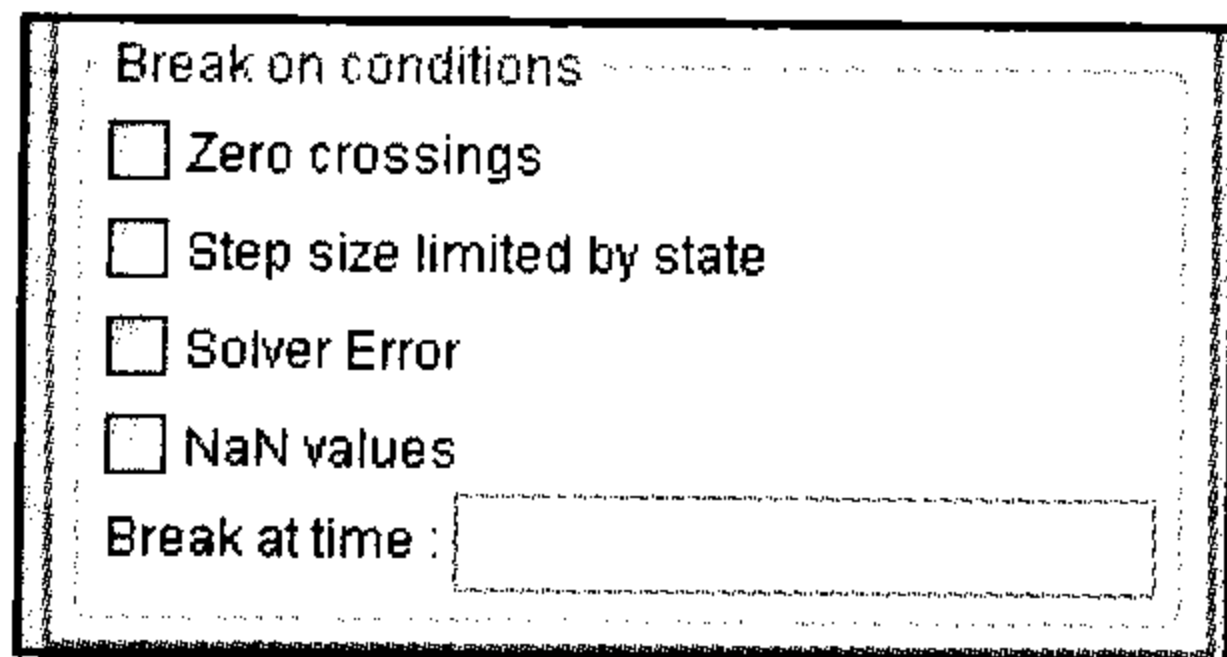 Break on conditions
Zero crossings
Step size limited by state
Solver Error
NaN values
Break at time :